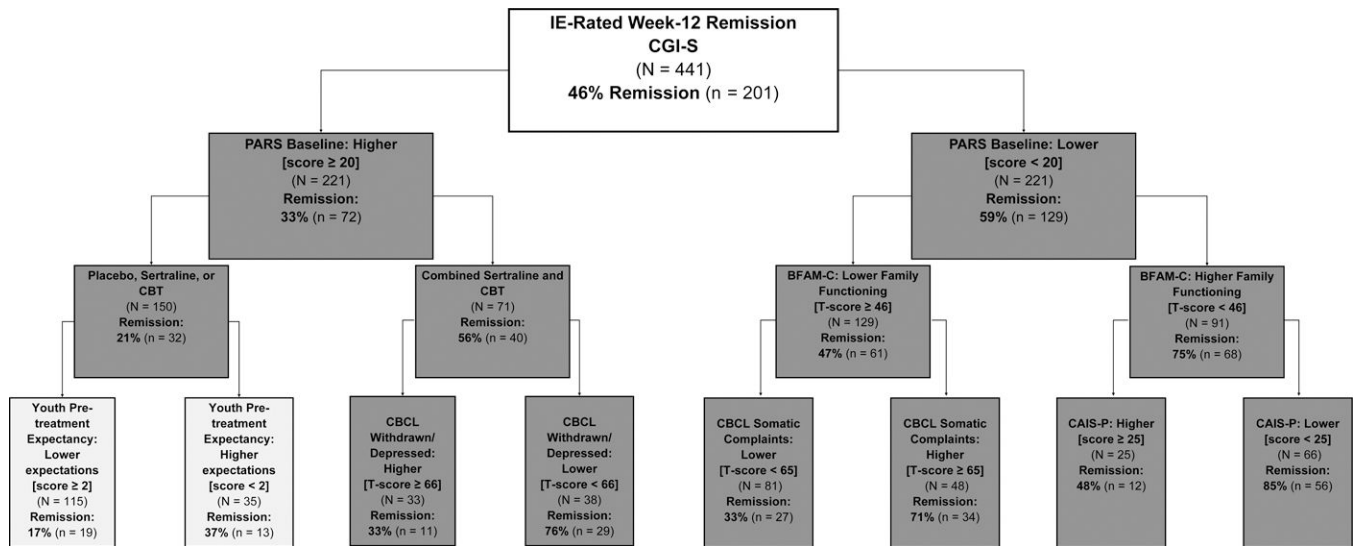 IE-Rated Week-12 Remission
CGI-S
(N = 441)
46% Remission (n = 201)
PARS Baseline: Higher
[score ≥ 20]
(N = 221)
Remission:
33% (n = 72)
PARS Baseline: Lower
[score < 20]
(N = 221)
Remission:
59% (n = 129)
Placebo, Sertraline, or
CBT
(N = 150)
Remission:
21% (n = 32)
Combined Sertraline and
CBT
(N = 71)
Remission:
56% (n = 40)
BFAM-C: Lower Family
Functioning
[T-score ≥ 46]
(N = 129)
Remission:
47% (n = 61)
BFAM-C: Higher Family
Functioning
[T-score < 46]
(N = 91)
Remission:
75% (n = 68)
Youth Pre-
treatment
Expectancy:
Lower
expectations
[score ≥ 2]
(N = 115)
Remission:
17% (n = 19)
Youth Pre-
treatment
Expectancy:
Higher
expectations
[score < 2]
(N = 35)
Remission:
37% (n = 13)
CBCL
Withdrawn/
Depressed:
Higher
[T-score ≥ 66]
(N = 33)
Remission:
33% (n = 11)
CBCL
Withdrawn/
Depressed:
Lower
[T-score < 66]
(N = 38)
Remission:
76% (n = 29)
CBCL Somatic
Complaints:
Lower
[T-score < 65]
(N = 81)
Remission:
33% (n = 27)
CBCL Somatic
Complaints:
Higher
[T-score ≥ 65]
(N = 48)
Remission:
71% (n = 34)
CAIS-P: Higher
[score ≥ 25]
(N = 25)
Remission:
48% (n = 12)
CAIS-P: Lower
[score < 25]
(N = 66)
Remission:
85% (n = 56)